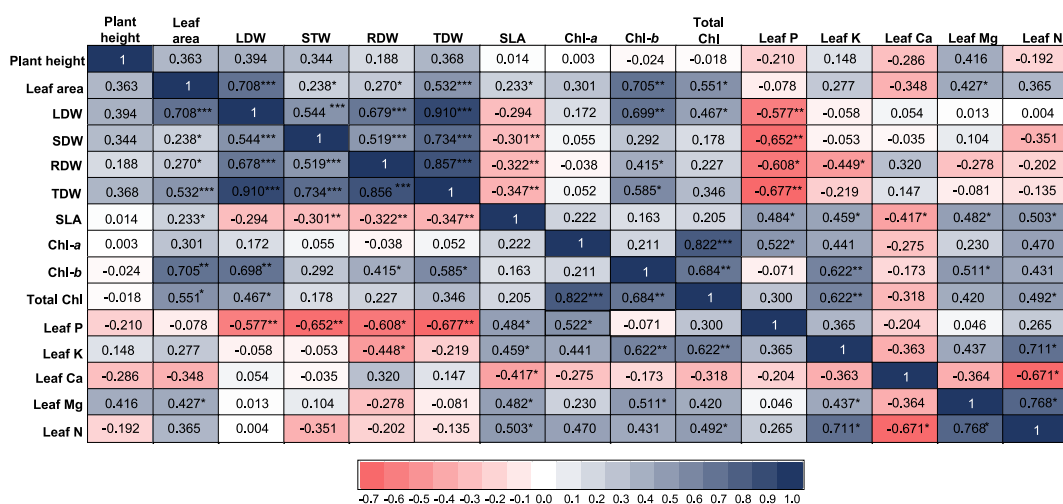 Plant height Leaf area LDW STW RDW TDW SLA Chl-a Chl-b Total Chl Leaf P Leaf K Leaf Ca Leaf Mg Leaf N
Plant height 1 0.363 0.394 0.344 0.188 0.368 0.014 0.003 -0.024 -0.018 -0.210 0.148 -0.286 0.416 -0.192
Leaf area 0.363 1 0.708*** 0.238* 0.270* 0.532*** 0.233* 0.301 0.705** 0.551* -0.078 0.277 -0.348 0.427* 0.365
LDW 0.394 0.708*** 1 0.544 *** 0.679*** 0.910*** -0.294 0.172 0.699** 0.467* -0.577** -0.058 0.054 0.013 0.004
SDW 0.344 0.238* 0.544*** 1 0.519*** 0.734*** -0.301** 0.055 0.292 0.178 -0,652** -0.053 -0.035 0.104 -0.351
RDW 0.188 0.270* 0.678*** 0.519*** 1 0.857*** -0.322** -0.038 0.415* 0.227 -0.608* -0.449* 0.320 -0.278 -0.202
TDW 0.368 0.532*** 0.910*** 0.734*** 0.856 *** 1 -0.347** 0.052 0.585* 0.346 -0.677** -0.219 0.147 -0.081 -0.135
SLA 0.014 0.233* -0.294 -0.301** -0.322** -0.347** 1 0.222 0.163 0.205 0.484* 0.459* -0.417* 0.482* 0.503*
Chl-a 0.003 0.301 0.172 0.055 -0.038 0.052 0.222 1 0.211 0,822*** 0.522* 0.441 -0.275 0.230 0.470
Chl-b -0.024 0.705** 0.698** 0.292 0.415* 0.585* 0.163 0.211 1 0.684** -0.071 0.622** -0.173 0.511* 0.431
Total Chl -0.018 0.551* 0.467* 0.178 0.227 0.346 0.205 0,822*** 0.684** 1 0.300 0.622** -0.318 0.420 0.492*
Leaf P -0.210 -0.078 -0.577** -0,652** -0.608* -0.677** 0.484* 0.522* -0.071 0.300 1 0.365 -0.204 0.046 0.265
Leaf K 0.148 0.277 -0.058 -0.053 -0.448* -0.219 0.459* 0.441 0.622** 0.622** 0.365 1 -0.363 0.437 0.711*
Leaf Ca -0.286 -0.348 0.054 -0.035 0.320 0.147 -0.417* -0.275 -0.173 -0.318 -0.204 -0.363 1 -0.364 -0.671*
Leaf Mg 0.416 0.427* 0.013 0.104 -0.278 -0.081 0.482* 0.230 0.511* 0.420 0.046 0.437* -0.364 1 0.768*
Leaf N -0.192 0.365 0.004 -0.351 -0.202 -0.135 0.503* 0.470 0.431 0.492* 0.265 0.711* -0.671* 0.768* 1
-0.7 -0.6 -0.5 -0.4 -0.3 -0.2 -0.1 0.0 0.1 0.2 0.3 0.4 0.5 0.6 0.7 0.8 0.9 1.0